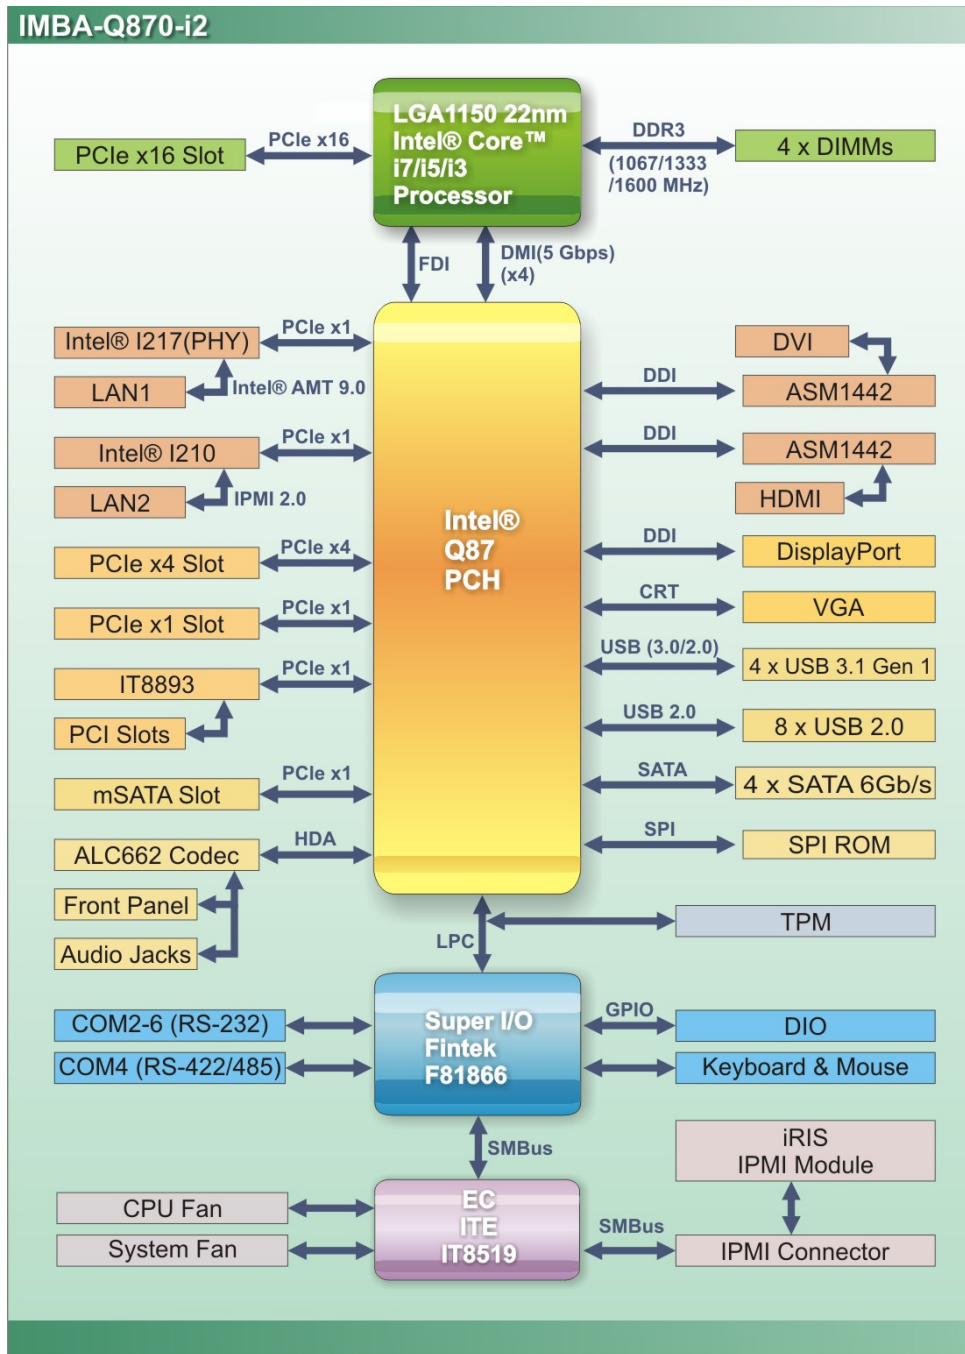 IMBA-Q870-i2
LGA1150 22nm
Intel® Core™
i7/i5/i3
Processor
PCIe x16 Slot
PCIe x16
DDR3
(1067/1333
/1600 MHz)
4 x DIMMs
FDI
DMI(5 Gbps)
(x4)
Intel® I217(PHY)
PCIe x1
LAN1
Intel® AMT 9.0
Intel® I210
PCIe x1
LAN2
IPMI 2.0
PCIe x4 Slot
PCIe x4
PCIe x1 Slot
PCIe x1
IT8893
PCIe x1
PCI Slots
mSATA Slot
PCIe x1
ALC662 Codec
HDA
Front Panel
Audio Jacks
Intel®
Q87
PCH
DVI
DDI
ASM1442
DDI
ASM1442
HDMI
DDI
DisplayPort
CRT
VGA
USB (3.0/2.0)
4 x USB 3.1 Gen 1
USB 2.0
8 x USB 2.0
SATA
4 x SATA 6Gb/s
SPI
SPI ROM
LPC
TPM
COM2-6 (RS-232)
COM4 (RS-422/485)
Super I/O
Fintek
F81866
GPIO
DIO
Keyboard & Mouse
SMBus
iRIS
IPMI Module
CPU Fan
System Fan
EC
ITE
IT8519
SMBus
IPMI Connector